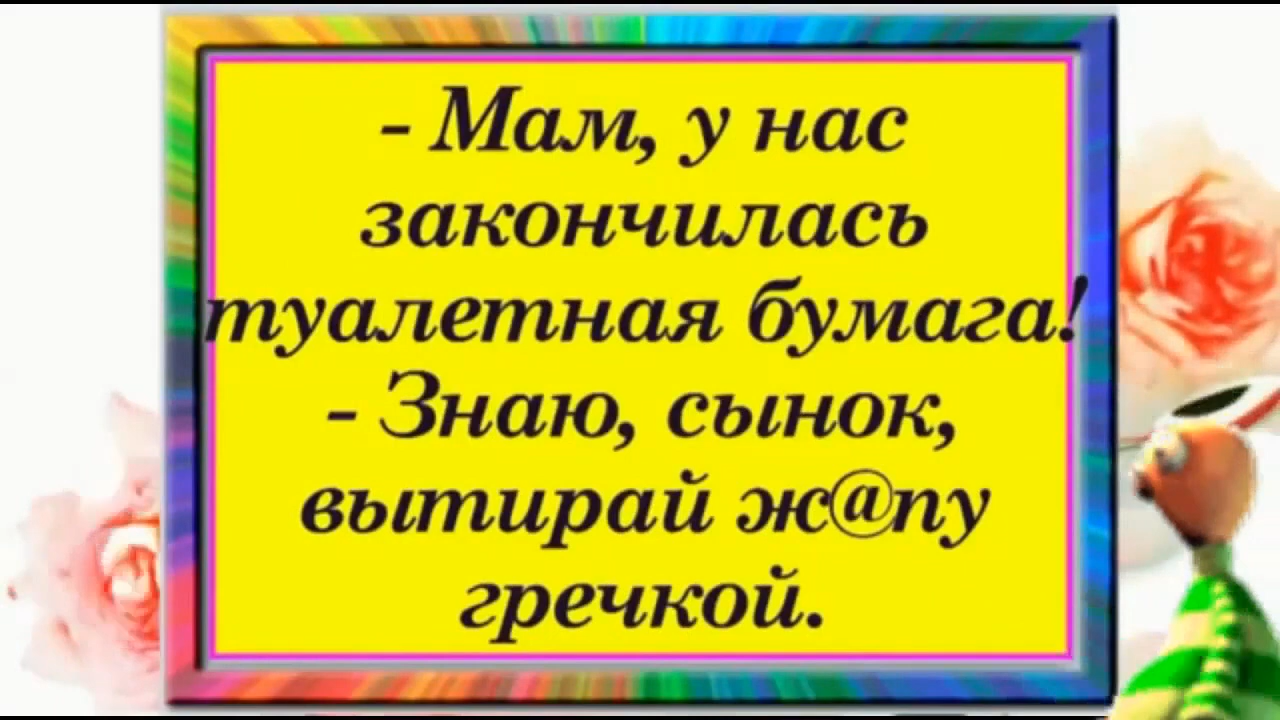 - Мам, у нас
закончилась
туалетная бумага!
- Знаю, сынок,
вытирай ж@пу
гречкой.